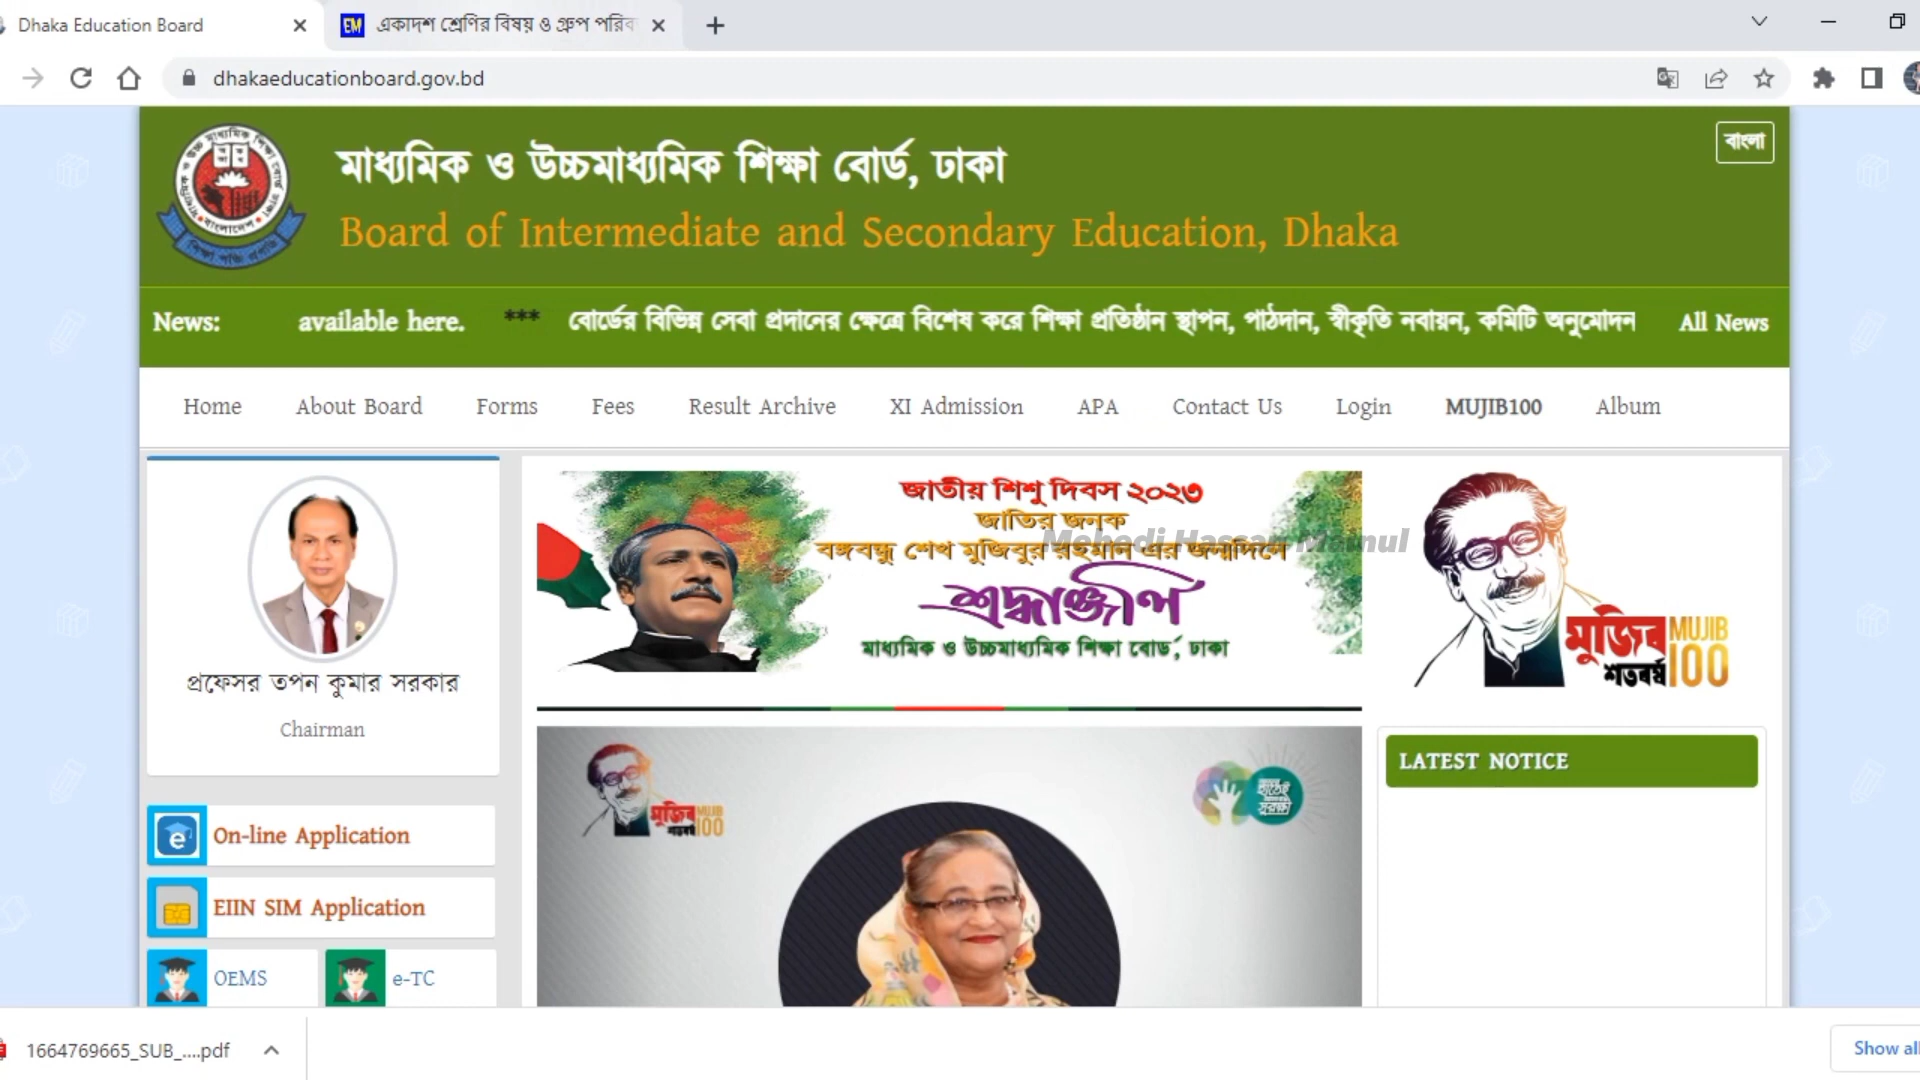 Dhaka Education Board
EM একাদশ শ্রেণির বিষয় ও গ্রুপ পরিব
dhakaeducationboard.gov.bd
মাধ্যমিক ও উচ্চমাধ্যমিক শিক্ষা বোর্ড, ঢাকা
বাংলা
Board of Intermediate and Secondary Education, Dhaka
News: available here. *** বোর্ডের বিভিন্ন সেবা প্রদানের ক্ষেত্রে বিশেষ করে শিক্ষা প্রতিষ্ঠান স্থাপন, পাঠদান, স্বীকৃতি নবায়ন, কমিটি অনুমোদন All News
Home About Board Forms Fees Result Archive XI Admission APA Contact Us Login MUJIB100 Album
জাতীয় শিশু দিবস ২০২৩
জাতির জনক
বঙ্গবন্ধু শেখ মুজিবুর রহমান এর জন্মদিনে
Mehedi Hassan Mamul
শ্রদ্ধাঞ্জলি
মাধ্যমিক ও উচ্চমাধ্যমিক শিক্ষা বোর্ড, ঢাকা
মুজিব MUJIB
শতবর্ষ 100
প্রফেসর তপন কুমার সরকার
Chairman
মুজিব MUJIB
শতবর্ষ 100
LATEST NOTICE
On-line Application
EIIN SIM Application
OEMS e-TC
1664769665_SUB_....pdf
Show all